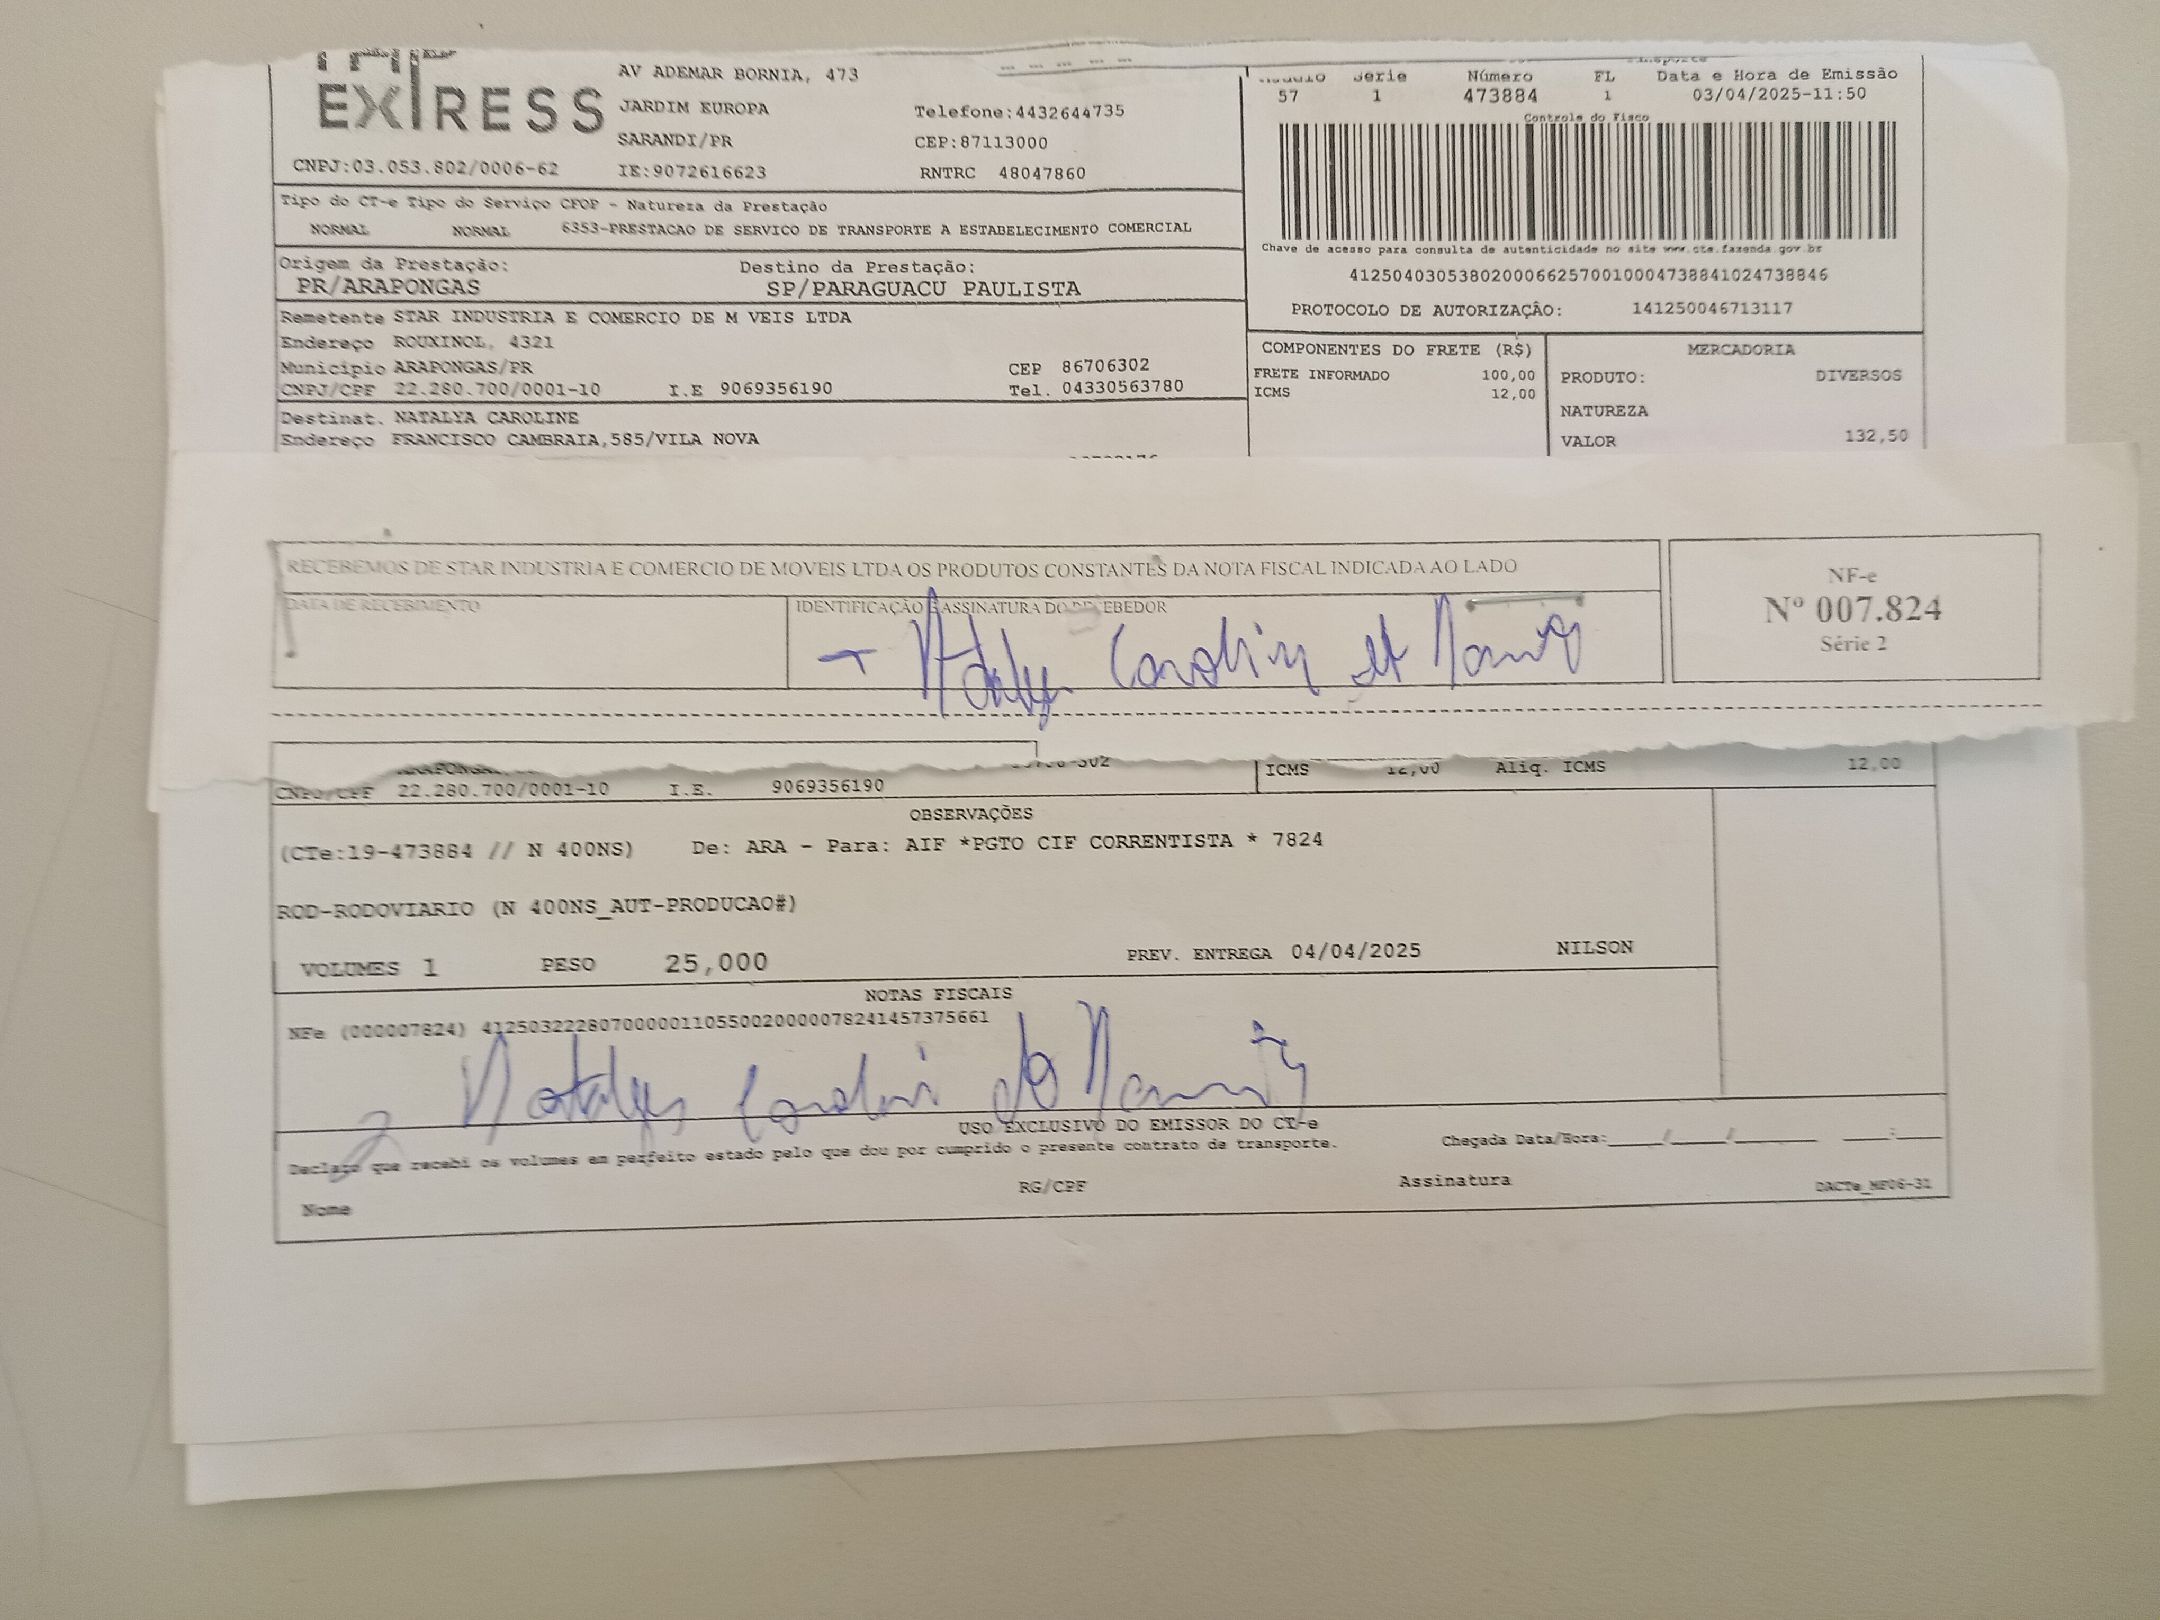 EXPRESS
AV ADEMAR BORNIA, 473
JARDIM EUROPA Telefone:4432644735
SARANDI/PR CEP:87113000
CNPJ:03.053.802/0006-62 IE:9072616623 RNTRC 48047860
Série Número FL Data e Hora de Emissão
57 1 473884 1 03/04/2025-11:50
Controle do Fisco
Tipo do CT-e Tipo do Serviço CFOP - Natureza da Prestação
NORMAL NORMAL 6353-PRESTACAO DE SERVICO DE TRANSPORTE A ESTABELECIMENTO COMERCIAL
Chave de acesso para consulta de autenticidade no site www.cte.fazenda.gov.br
41250403053802000662570010004738841024738846
PROTOCOLO DE AUTORIZAÇÃO: 141250046713117
Origem da Prestação: Destino da Prestação:
PR/ARAPONGAS SP/PARAGUACU PAULISTA
Remetente STAR INDUSTRIA E COMERCIO DE M VEIS LTDA
Endereço ROUXINOL, 4321
Município ARAPONGAS/PR CEP 86706302
CNPJ/CPF 22.280.700/0001-10 I.E 9069356190 Tel. 04330563780
Destinat. NATALYA CAROLINE
Endereço FRANCISCO CAMBRAIA,585/VILA NOVA
COMPONENTES DO FRETE (R$)
FRETE INFORMADO 100,00
ICMS 12,00
MERCADORIA
PRODUTO: DIVERSOS
NATUREZA
VALOR 132,50
RECEBEMOS DE STAR INDUSTRIA E COMERCIO DE MOVEIS LTDA OS PRODUTOS CONSTANTES DA NOTA FISCAL INDICADA AO LADO
DATA DE RECEBIMENTO IDENTIFICAÇÃO E ASSINATURA DO RECEBEDOR
NF-e
Nº 007.824
Série 2
ICMS 12,00 Aliq. ICMS 12,00
CNPJ/CPF 22.280.700/0001-10 I.E. 9069356190
OBSERVAÇÕES
(CTe:19-473884 // N 400NS) De: ARA - Para: AIF *PGTO CIF CORRENTISTA * 7824
ROD-RODOVIARIO (N 400NS_AUT-PRODUCAO#)
VOLUMES 1 PESO 25,000 PREV. ENTREGA 04/04/2025 NILSON
NOTAS FISCAIS
NFe (000007824) 41250322280700000110550020000078241457375661
USO EXCLUSIVO DO EMISSOR DO CT-e
Declaro que recebi os volumes em perfeito estado pelo que dou por cumprido o presente contrato de transporte. Chegada Data/Hora:____/____/______ ___:___
Nome RG/CPF Assinatura DACTe_MF06-31